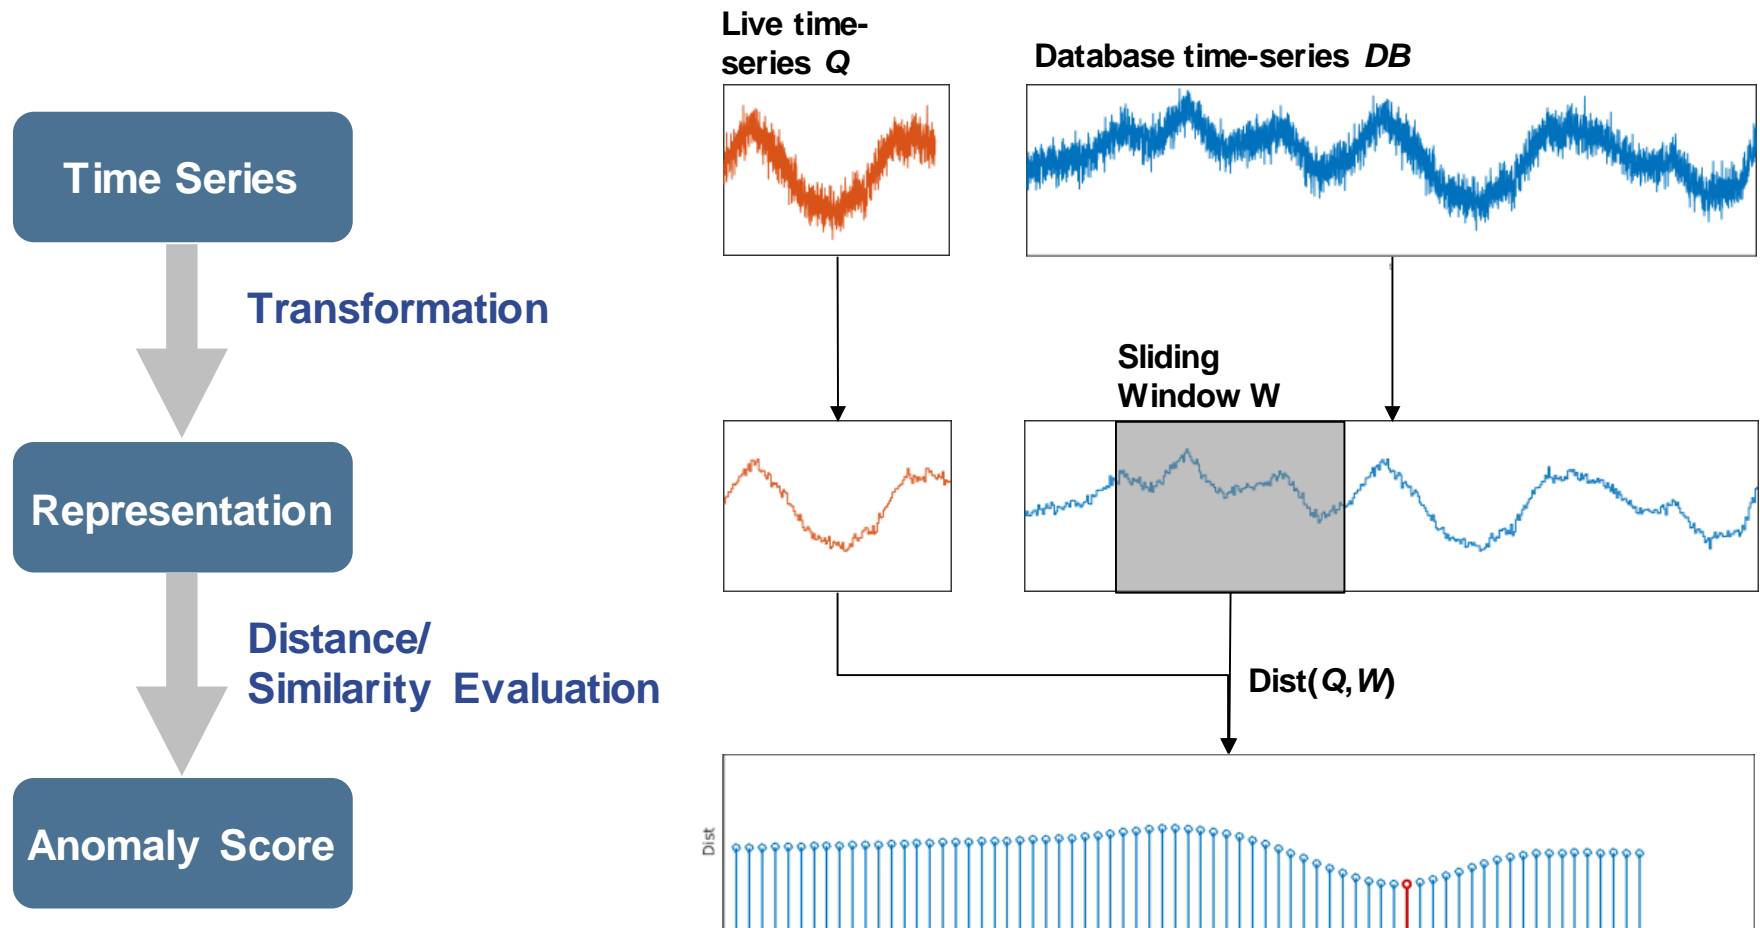 Time Series
Transformation
Representation
Distance/
Similarity Evaluation
Anomaly Score
Live time-
series Q
Database time-series DB
Sliding
Window W
Dist(Q,W)
Dist